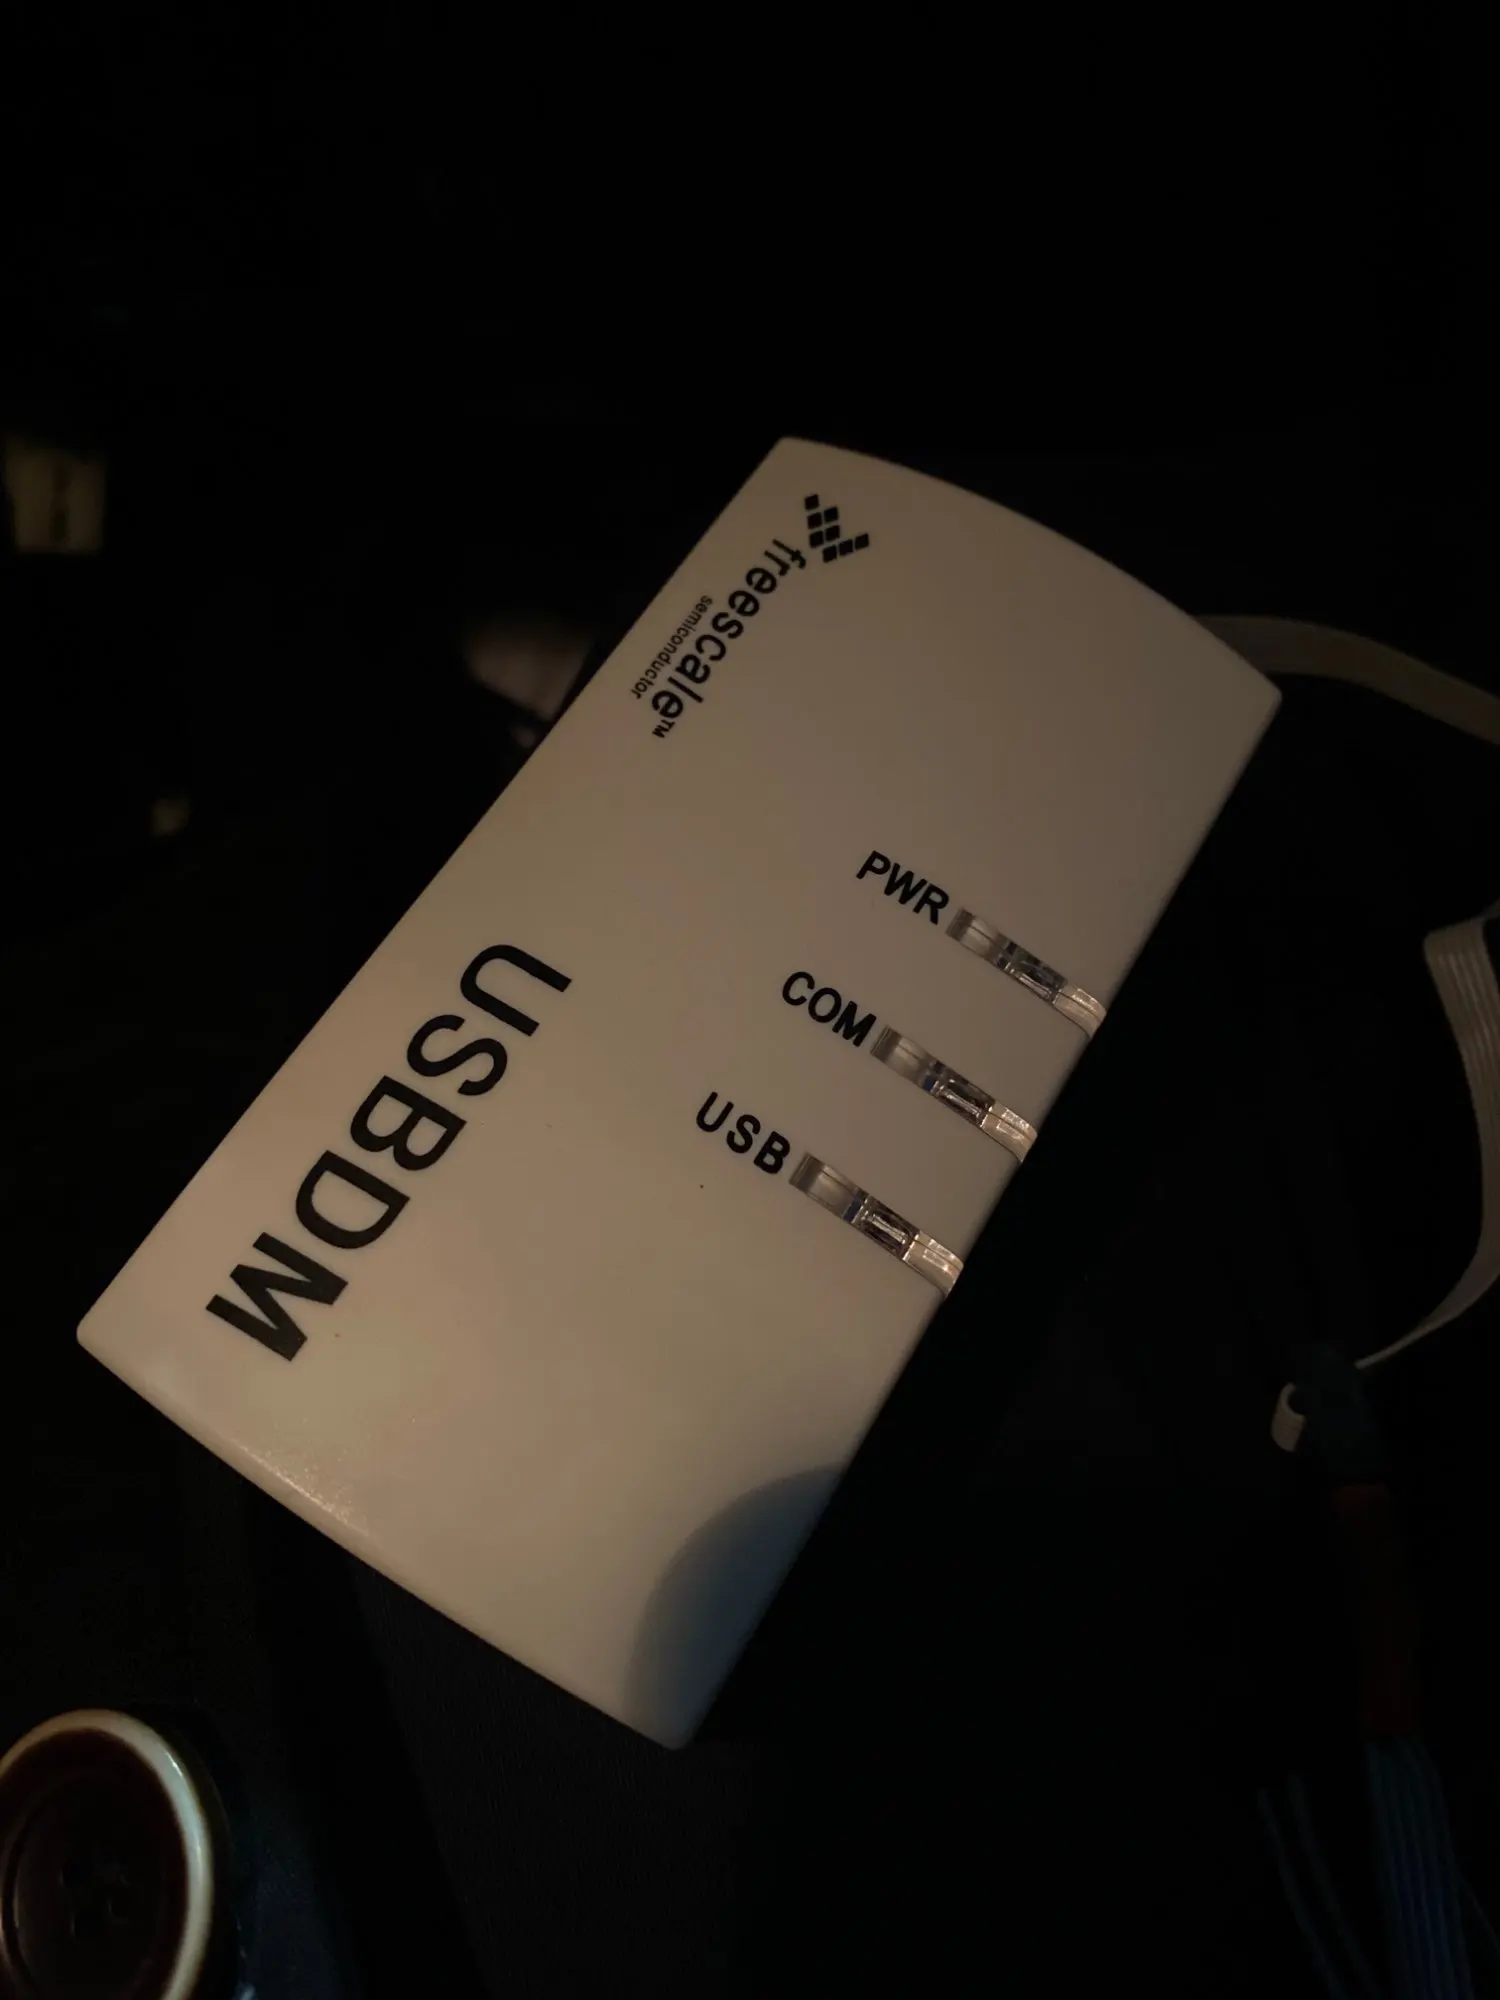 freescale™
semiconductor
PWR
COM
USB
USBDM